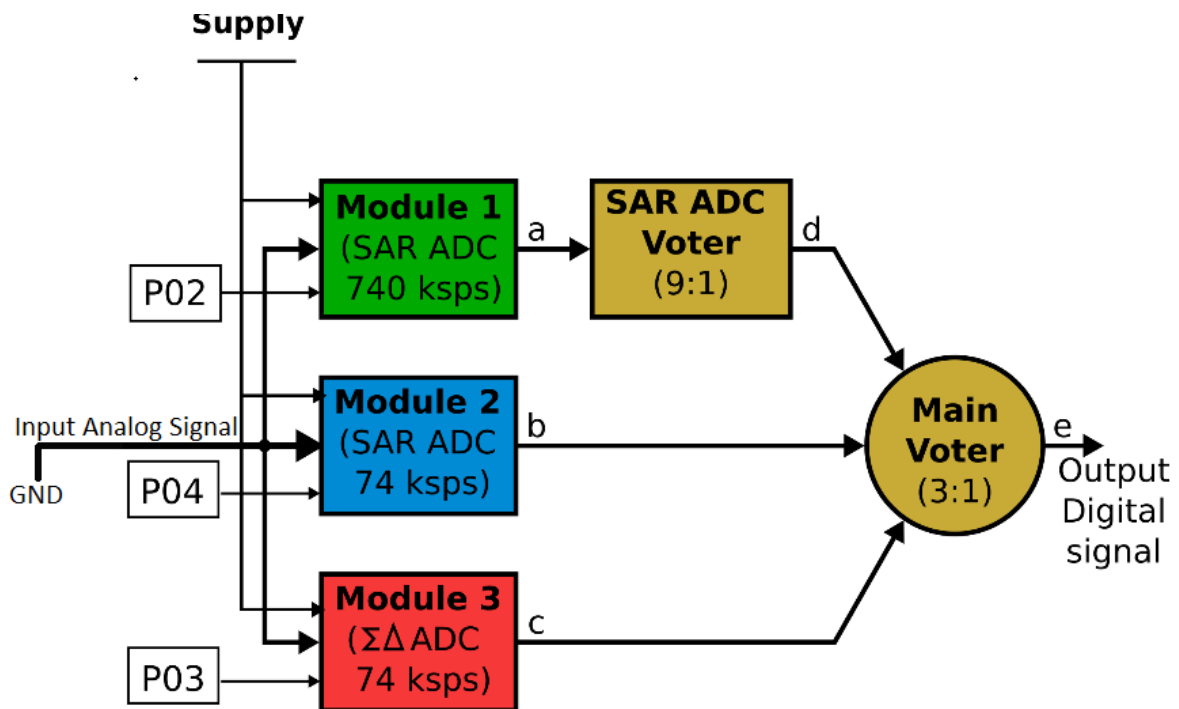 Supply
Module 1
(SAR ADC
740 ksps)
a
SAR ADC
Voter
(9:1)
d
P02
Input Analog Signal
GND
Module 2
(SAR ADC
74 ksps)
b
P04
Main
Voter
(3:1)
e
Output
Digital
signal
Module 3
(ΣΔ ADC
74 ksps)
c
P03